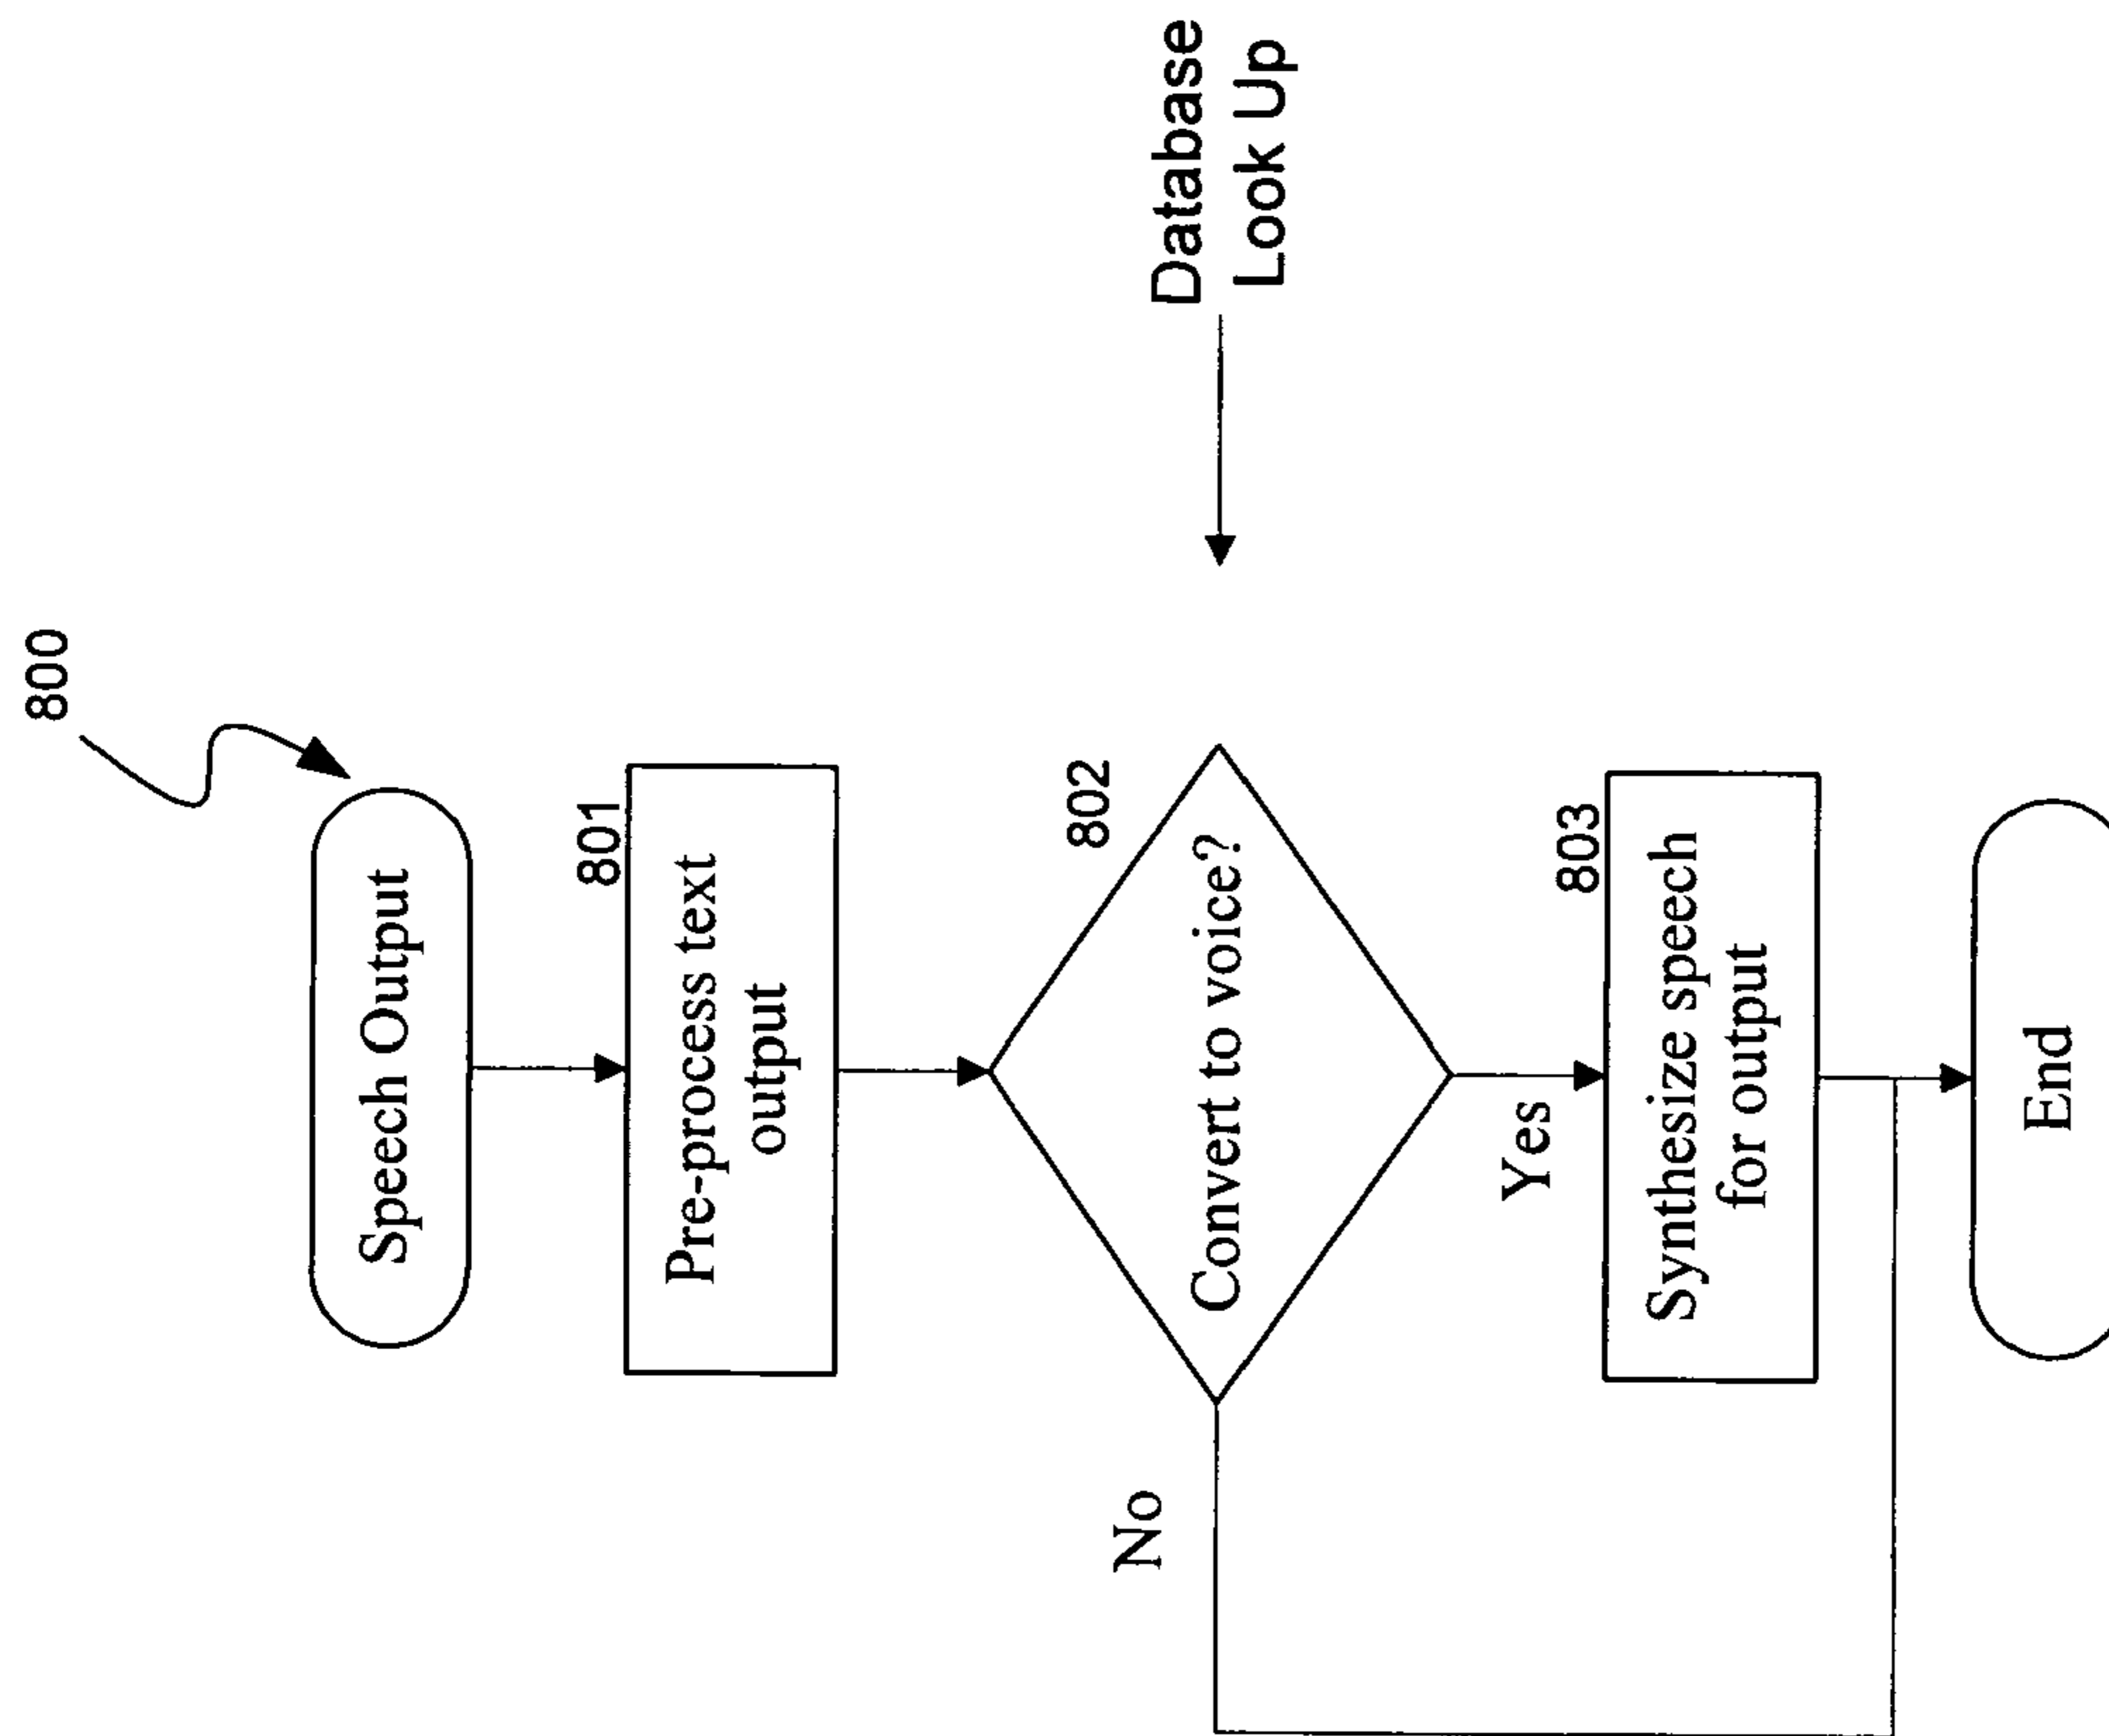 800
Speech Output
801
Pre-process text
output
802
Convert to voice?
Database
Look Up
No
Yes
803
Synthesize speech
for output
End